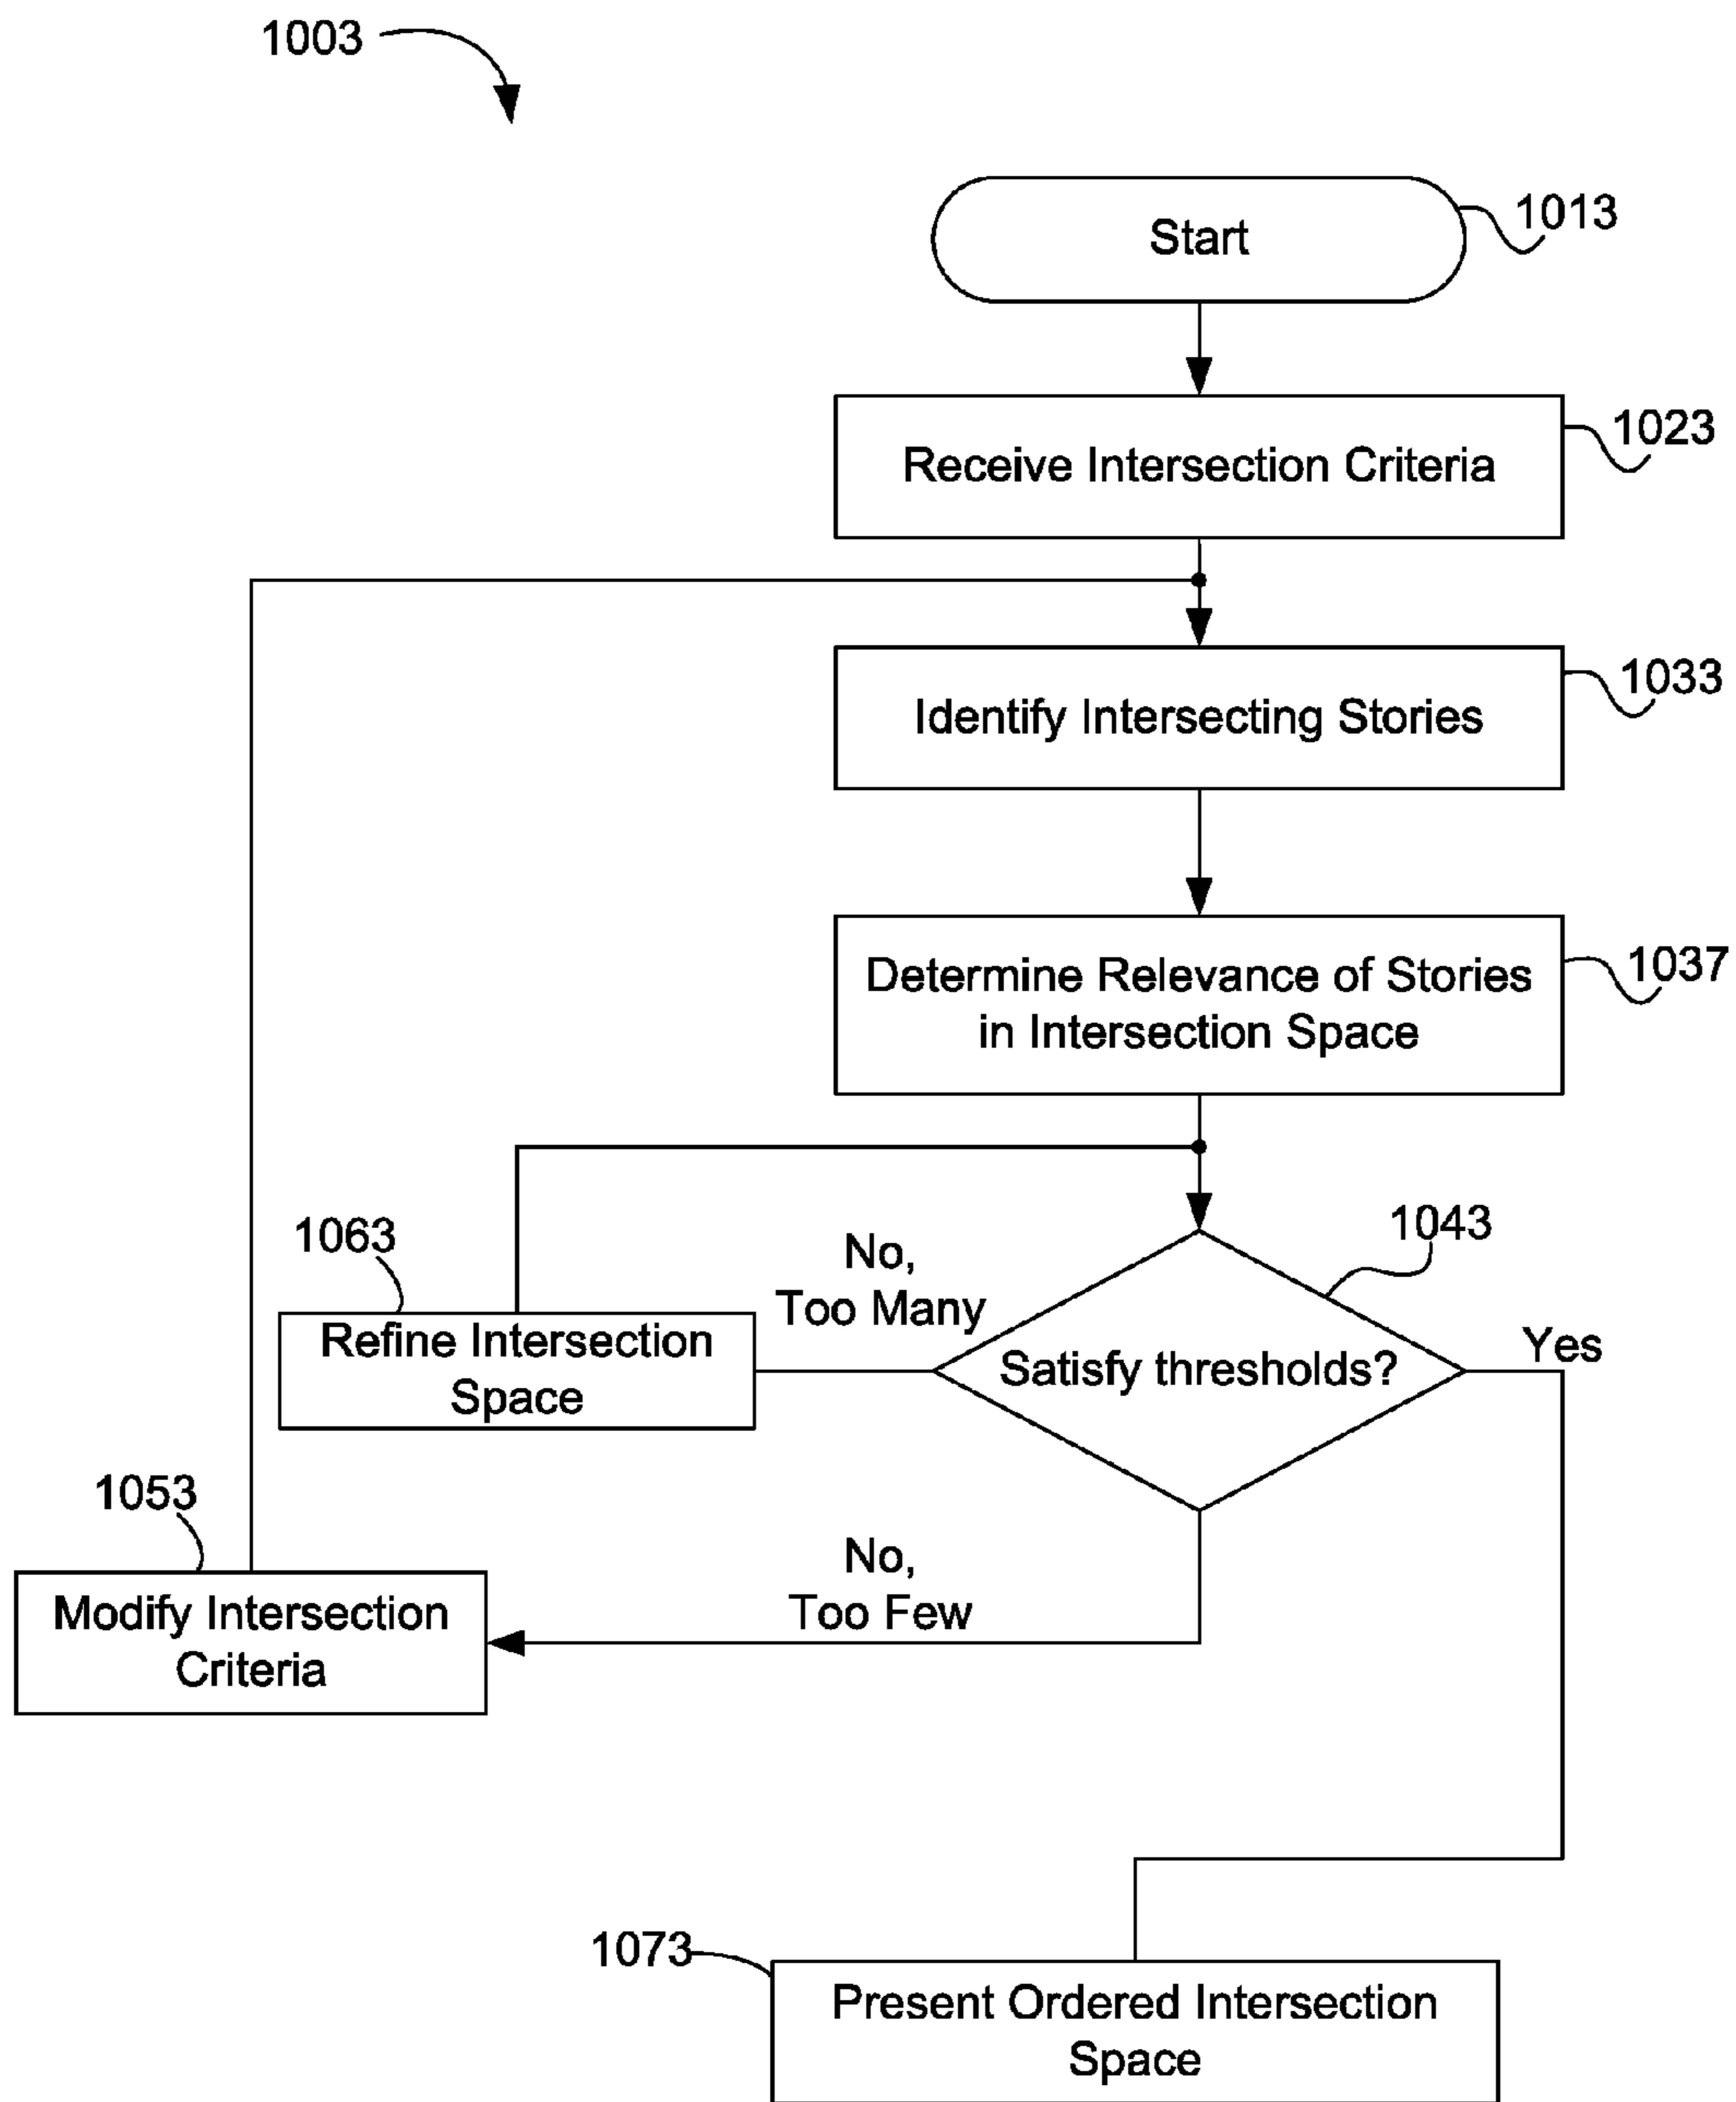 1003
Start
1013
Receive Intersection Criteria
1023
Identify Intersecting Stories
1033
Determine Relevance of Stories
in Intersection Space
1037
1063
No,
Too Many
1043
Refine Intersection
Space
Satisfy thresholds?
Yes
1053
No,
Too Few
Modify Intersection
Criteria
1073
Present Ordered Intersection
Space